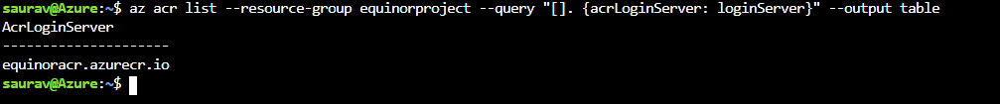 saurav@Azure:~$ az acr list --resource-group equinorproject --query "[]. {acrLoginServer: loginServer}" --output table
AcrLoginServer
---------------------
equinoracr.azurecr.io
saurav@Azure:~$